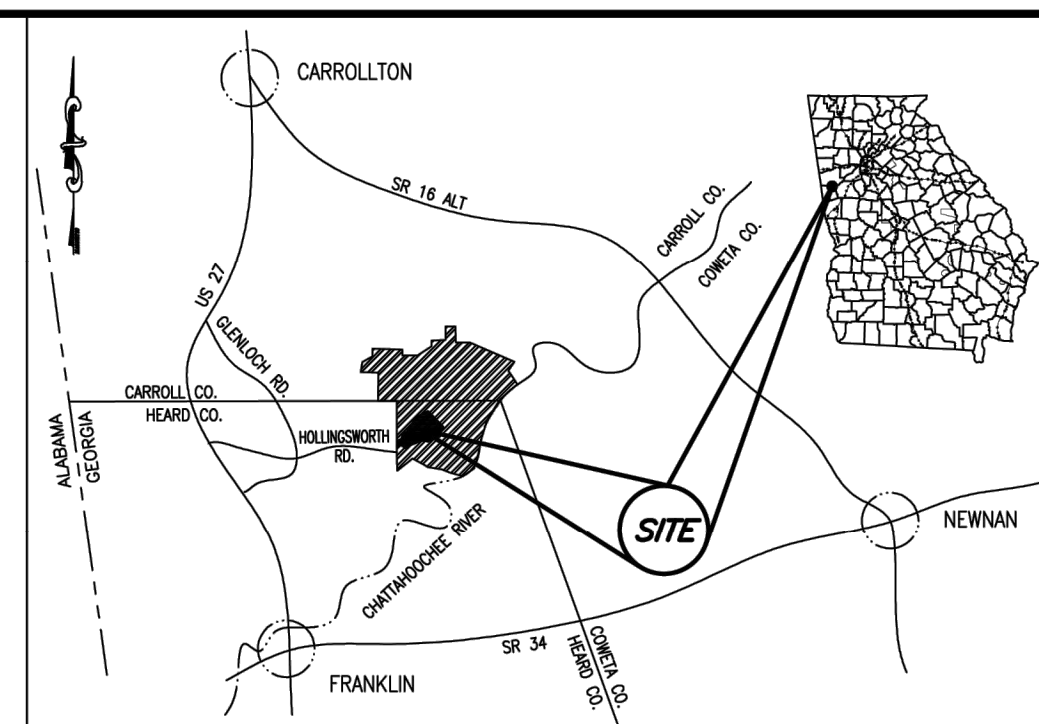 CARROLLTON
SR 16 ALT
CARROLL CO.
COWETA CO.
US 27
GLENLOCH RD.
CARROLL CO.
HEARD CO.
ALABAMA
GEORGIA
HOLLINGSWORTH
RD.
CHATTAHOOCHEE RIVER
SITE
NEWNAN
SR 34
COWETA CO.
HEARD CO.
FRANKLIN